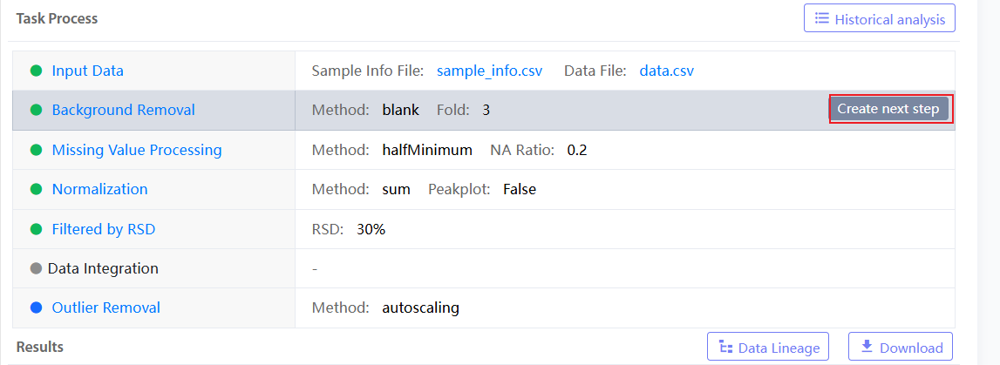 Task Process
Historical analysis
Input Data Sample Info File: sample_info.csv Data File: data.csv
Background Removal Method: blank Fold: 3 Create next step
Missing Value Processing Method: halfMinimum NA Ratio: 0.2
Normalization Method: sum Peakplot: False
Filtered by RSD RSD: 30%
Data Integration -
Outlier Removal Method: autoscaling
Results
Data Lineage
Download